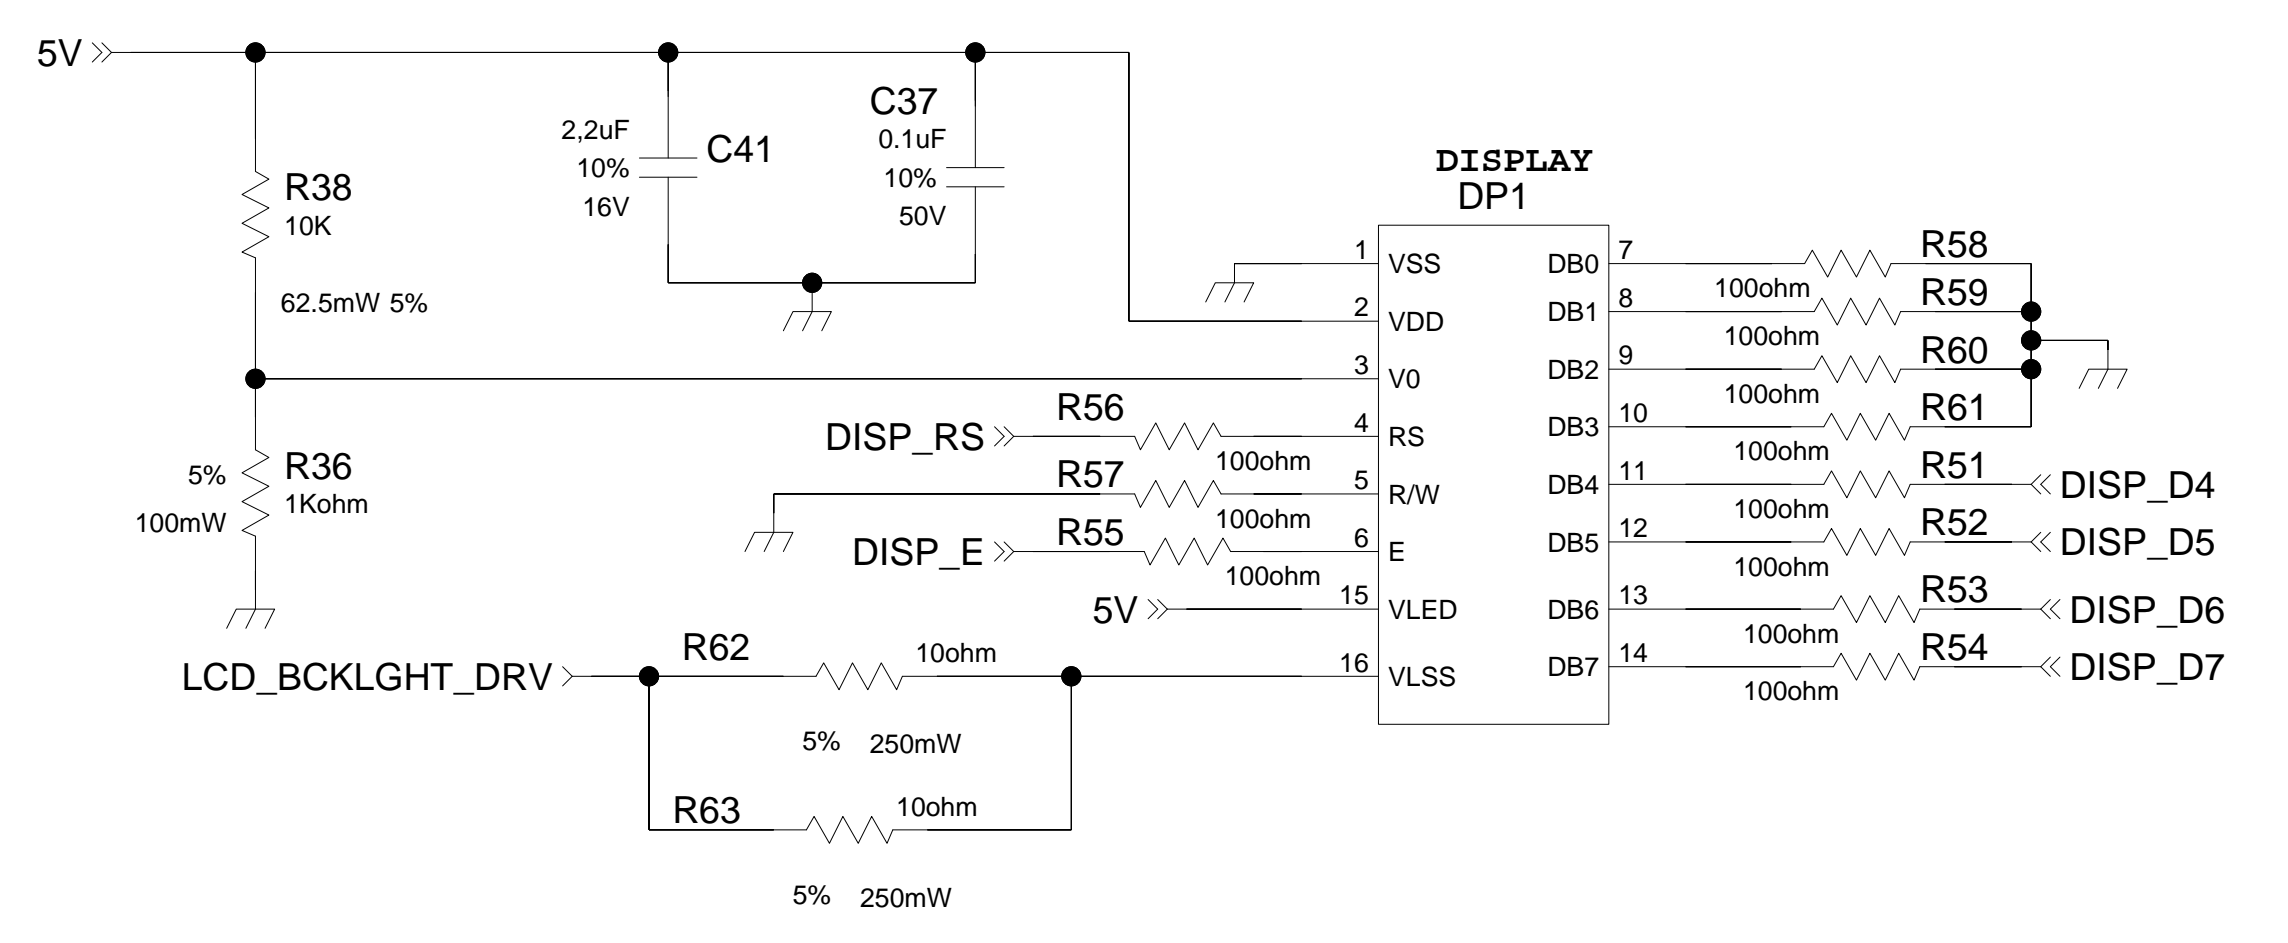 5V
R38
10K
62.5mW 5%
2,2uF
10%
16V
C41
C37
0.1uF
10%
50V
5%
100mW
R36
1Kohm
DISPLAY
DP1
1 VSS
2 VDD
3 V0
4 RS
5 R/W
6 E
15 VLED
16 VLSS
DB0 7
DB1 8
DB2 9
DB3 10
DB4 11
DB5 12
DB6 13
DB7 14
DISP_RS
R56
100ohm
R57
100ohm
DISP_E
R55
100ohm
5V
LCD_BCKLGHT_DRV
R62
10ohm
5% 250mW
R63
10ohm
5% 250mW
R58
100ohm
R59
100ohm
R60
100ohm
R61
100ohm
R51
100ohm
DISP_D4
R52
100ohm
DISP_D5
R53
100ohm
DISP_D6
R54
100ohm
DISP_D7